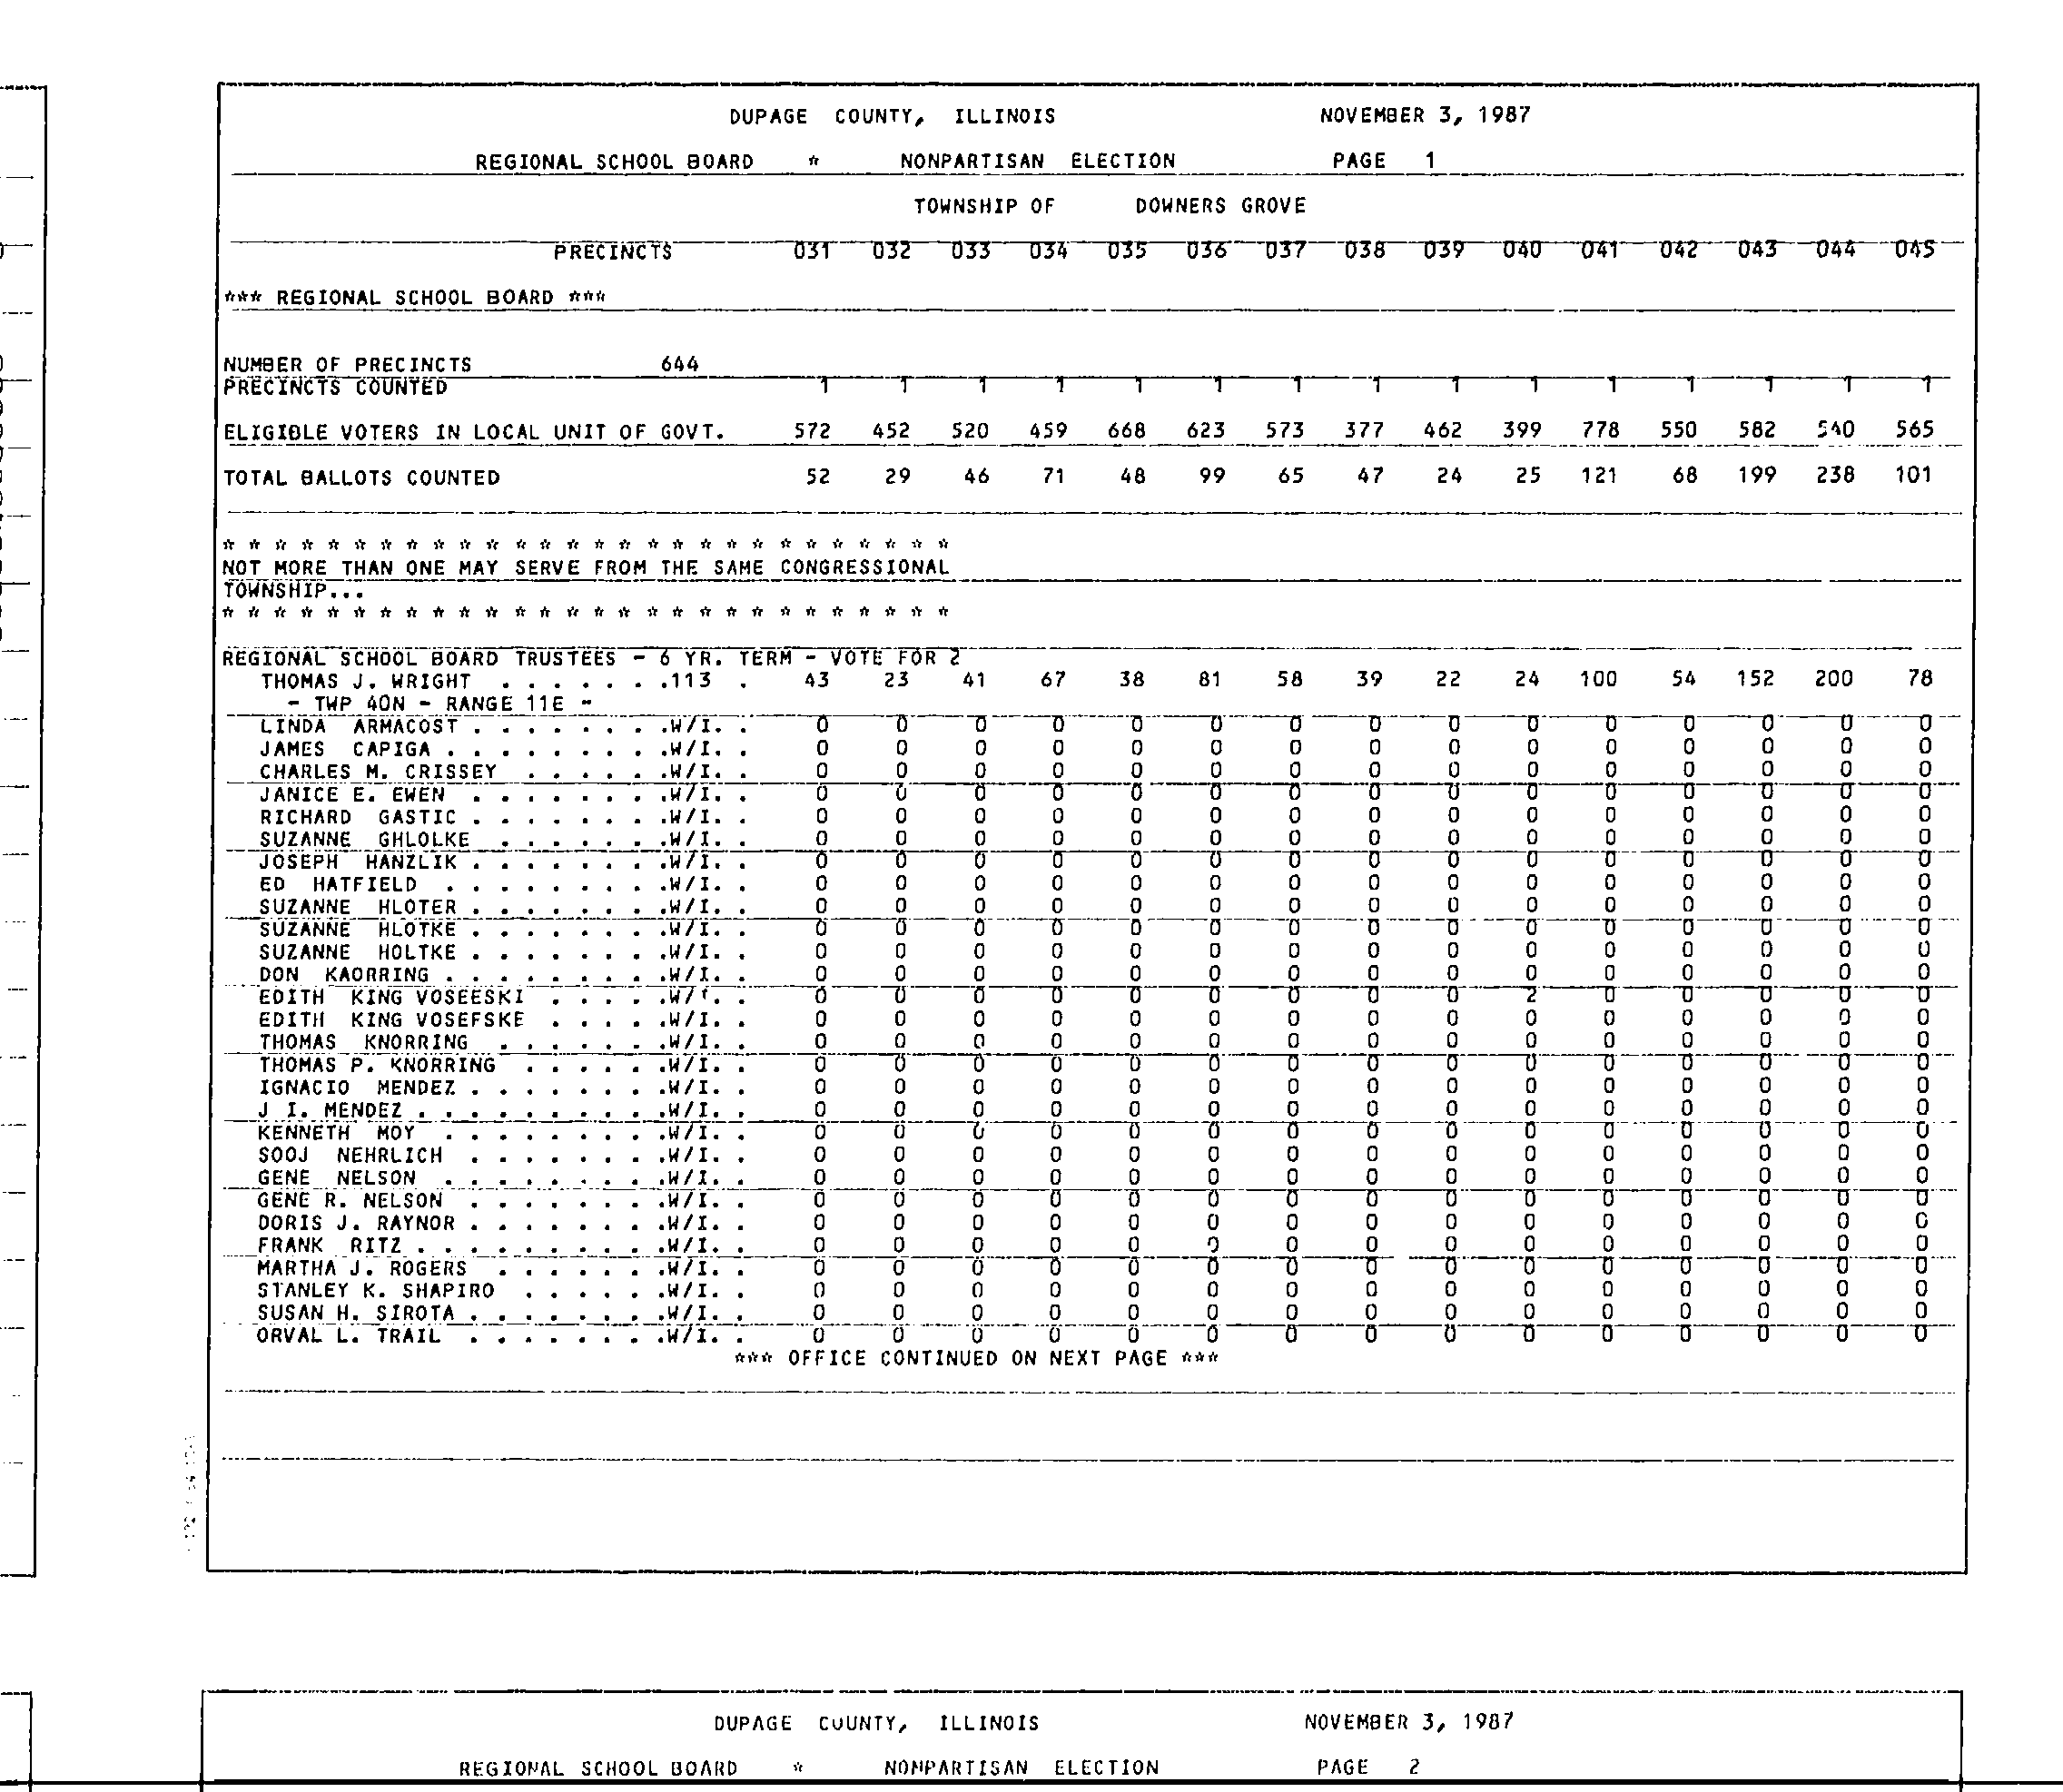 DUPAGE COUNTY, ILLINOIS NOVEMBER 3, 1987
REGIONAL SCHOOL BOARD * NONPARTISAN ELECTION PAGE 1
TOWNSHIP OF DOWNERS GROVE
PRECINCTS 031 032 033 034 035 036 037 038 039 040 041 042 043 044 045
*** REGIONAL SCHOOL BOARD ***
NUMBER OF PRECINCTS 644
PRECINCTS COUNTED 1 1 1 1 1 1 1 1 1 1 1 1 1 1 1
ELIGIBLE VOTERS IN LOCAL UNIT OF GOVT. 572 452 520 459 668 623 573 377 462 399 778 550 582 540 565
TOTAL BALLOTS COUNTED 52 29 46 71 48 99 65 47 24 25 121 68 199 238 101
* * * * * * * * * * * * * * * * * * * * * * * * * * * *
NOT MORE THAN ONE MAY SERVE FROM THE SAME CONGRESSIONAL
TOWNSHIP...
* * * * * * * * * * * * * * * * * * * * * * * * * * * *
REGIONAL SCHOOL BOARD TRUSTEES - 6 YR. TERM - VOTE FOR 2
THOMAS J. WRIGHT . . . . . . .113 . 43 23 41 67 38 81 58 39 22 24 100 54 152 200 78
- TWP 40N - RANGE 11E -
LINDA ARMACOST . . . . . . . .W/I. . 0 0 0 0 0 0 0 0 0 0 0 0 0 0 0
JAMES CAPIGA . . . . . . . . .W/I. . 0 0 0 0 0 0 0 0 0 0 0 0 0 0 0
CHARLES M. CRISSEY . . . . . .W/I. . 0 0 0 0 0 0 0 0 0 0 0 0 0 0 0
JANICE E. EWEN . . . . . . . .W/I. . 0 0 0 0 0 0 0 0 0 0 0 0 0 0 0
RICHARD GASTIC . . . . . . . .W/I. . 0 0 0 0 0 0 0 0 0 0 0 0 0 0 0
SUZANNE GHLOLKE . . . . . . .W/I. . 0 0 0 0 0 0 0 0 0 0 0 0 0 0 0
JOSEPH HANZLIK . . . . . . . .W/I. . 0 0 0 0 0 0 0 0 0 0 0 0 0 0 0
ED HATFIELD . . . . . . . . .W/I. . 0 0 0 0 0 0 0 0 0 0 0 0 0 0 0
SUZANNE HLOTER . . . . . . . .W/I. . 0 0 0 0 0 0 0 0 0 0 0 0 0 0 0
SUZANNE HLOTKE . . . . . . . .W/I. . 0 0 0 0 0 0 0 0 0 0 0 0 0 0 0
SUZANNE HOLTKE . . . . . . . .W/I. . 0 0 0 0 0 0 0 0 0 0 0 0 0 0 0
DON KAORRING . . . . . . . . .W/I. . 0 0 0 0 0 0 0 0 0 0 0 0 0 0 0
EDITH KING VOSEESKI . . . . .W/I. . 0 0 0 0 0 0 0 0 0 2 0 0 0 0 0
EDITH KING VOSEFSKE . . . . .W/I. . 0 0 0 0 0 0 0 0 0 0 0 0 0 0 0
THOMAS KNORRING . . . . . . .W/I. . 0 0 0 0 0 0 0 0 0 0 0 0 0 0 0
THOMAS P. KNORRING . . . . . .W/I. . 0 0 0 0 0 0 0 0 0 0 0 0 0 0 0
IGNACIO MENDEZ . . . . . . . .W/I. . 0 0 0 0 0 0 0 0 0 0 0 0 0 0 0
J I. MENDEZ . . . . . . . . . .W/I. . 0 0 0 0 0 0 0 0 0 0 0 0 0 0 0
KENNETH MOY . . . . . . . . .W/I. . 0 0 0 0 0 0 0 0 0 0 0 0 0 0 0
SOOJ NEHRLICH . . . . . . . .W/I. . 0 0 0 0 0 0 0 0 0 0 0 0 0 0 0
GENE NELSON . . . . . . . . .W/I. . 0 0 0 0 0 0 0 0 0 0 0 0 0 0 0
GENE R. NELSON . . . . . . . .W/I. . 0 0 0 0 0 0 0 0 0 0 0 0 0 0 0
DORIS J. RAYNOR . . . . . . . .W/I. . 0 0 0 0 0 0 0 0 0 0 0 0 0 0 0
FRANK RITZ . . . . . . . . . .W/I. . 0 0 0 0 0 0 0 0 0 0 0 0 0 0 0
MARTHA J. ROGERS . . . . . . .W/I. . 0 0 0 0 0 0 0 0 0 0 0 0 0 0 0
STANLEY K. SHAPIRO . . . . . .W/I. . 0 0 0 0 0 0 0 0 0 0 0 0 0 0 0
SUSAN H. SIROTA . . . . . . . .W/I. . 0 0 0 0 0 0 0 0 0 0 0 0 0 0 0
ORVAL L. TRAIL . . . . . . . .W/I. . 0 0 0 0 0 0 0 0 0 0 0 0 0 0 0
*** OFFICE CONTINUED ON NEXT PAGE ***
DUPAGE COUNTY, ILLINOIS NOVEMBER 3, 1987
REGIONAL SCHOOL BOARD * NONPARTISAN ELECTION PAGE 2